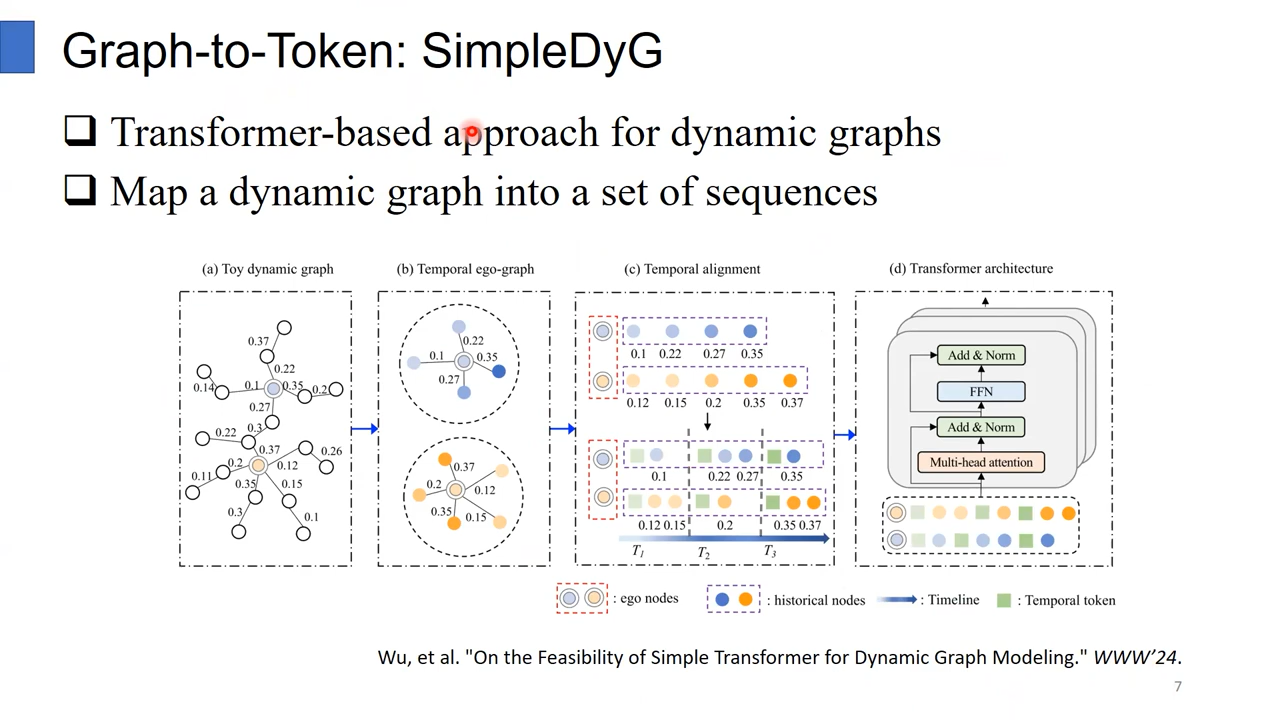 Graph-to-Token: SimpleDyG
Transformer-based approach for dynamic graphs
Map a dynamic graph into a set of sequences
(a) Toy dynamic graph
0.37
0.22
0.14
0.1
0.35
0.2
0.27
0.3
0.22
0.37
0.26
0.2
0.12
0.11
0.35
0.15
0.3
0.1
(b) Temporal ego-graph
0.22
0.1
0.35
0.27
0.37
0.2
0.12
0.35
0.15
(c) Temporal alignment
0.1 0.22 0.27 0.35
0.12 0.15 0.2 0.35 0.37
0.1 0.22 0.27 0.35
0.12 0.15 0.2 0.35 0.37
T1 T2 T3
(d) Transformer architecture
Add & Norm
FFN
Add & Norm
Multi-head attention
: ego nodes : historical nodes : Timeline : Temporal token
Wu, et al. "On the Feasibility of Simple Transformer for Dynamic Graph Modeling." WWW’24.
7